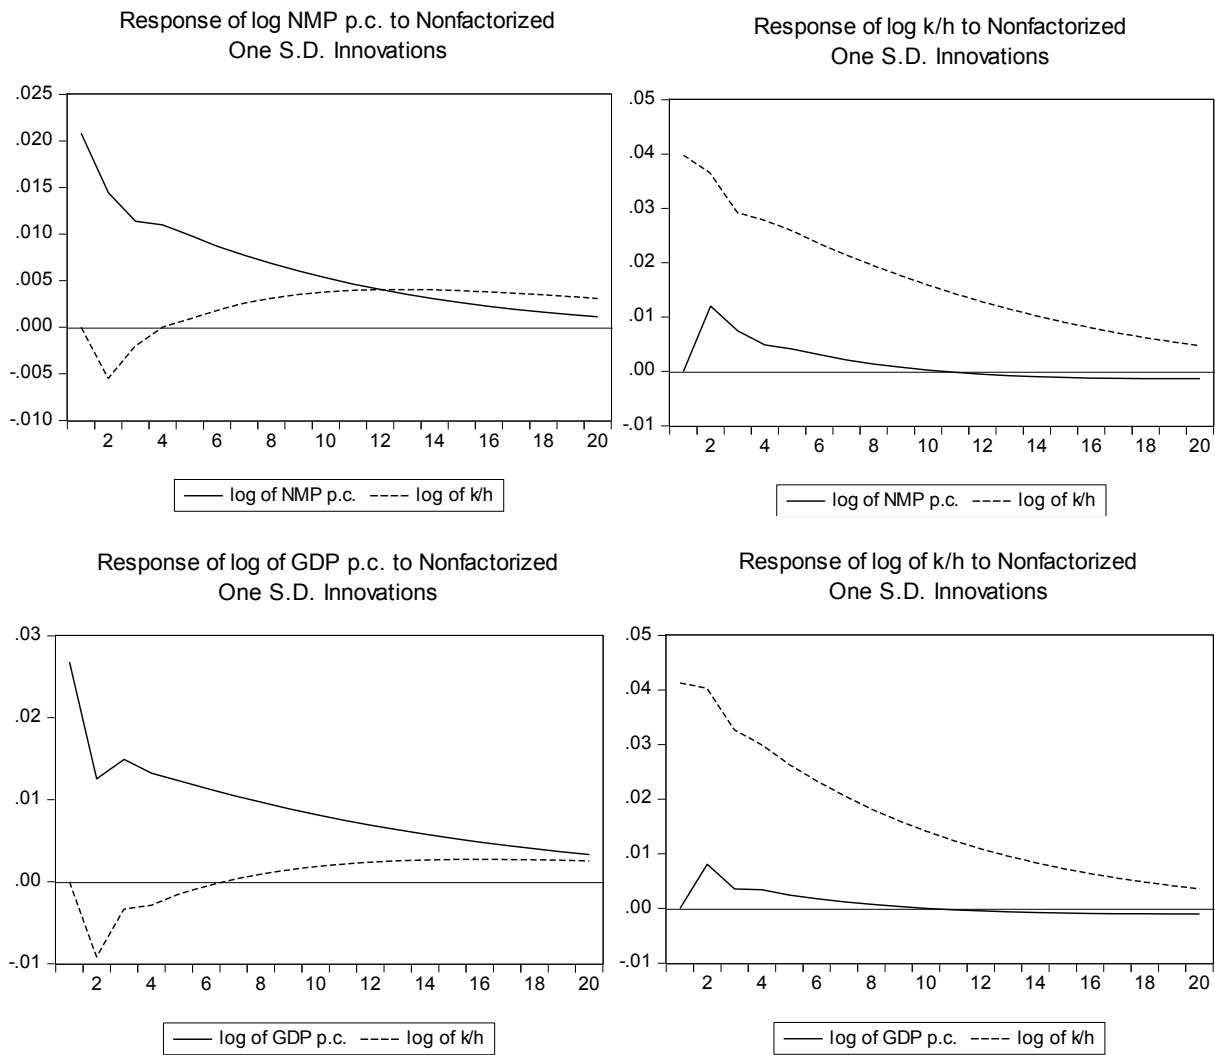 Response of log NMP p.c. to Nonfactorized
One S.D. Innovations
.025
.020
.015
.010
.005
.000
-.005
-.010
2 4 6 8 10 12 14 16 18 20
log of NMP p.c. log of k/h
Response of log k/h to Nonfactorized
One S.D. Innovations
.05
.04
.03
.02
.01
.00
-.01
2 4 6 8 10 12 14 16 18 20
log of NMP p.c. log of k/h
Response of log of GDP p.c. to Nonfactorized
One S.D. Innovations
.03
.02
.01
.00
-.01
2 4 6 8 10 12 14 16 18 20
log of GDP p.c. log of k/h
Response of log of k/h to Nonfactorized
One S.D. Innovations
.05
.04
.03
.02
.01
.00
-.01
2 4 6 8 10 12 14 16 18 20
log of GDP p.c. log of k/h